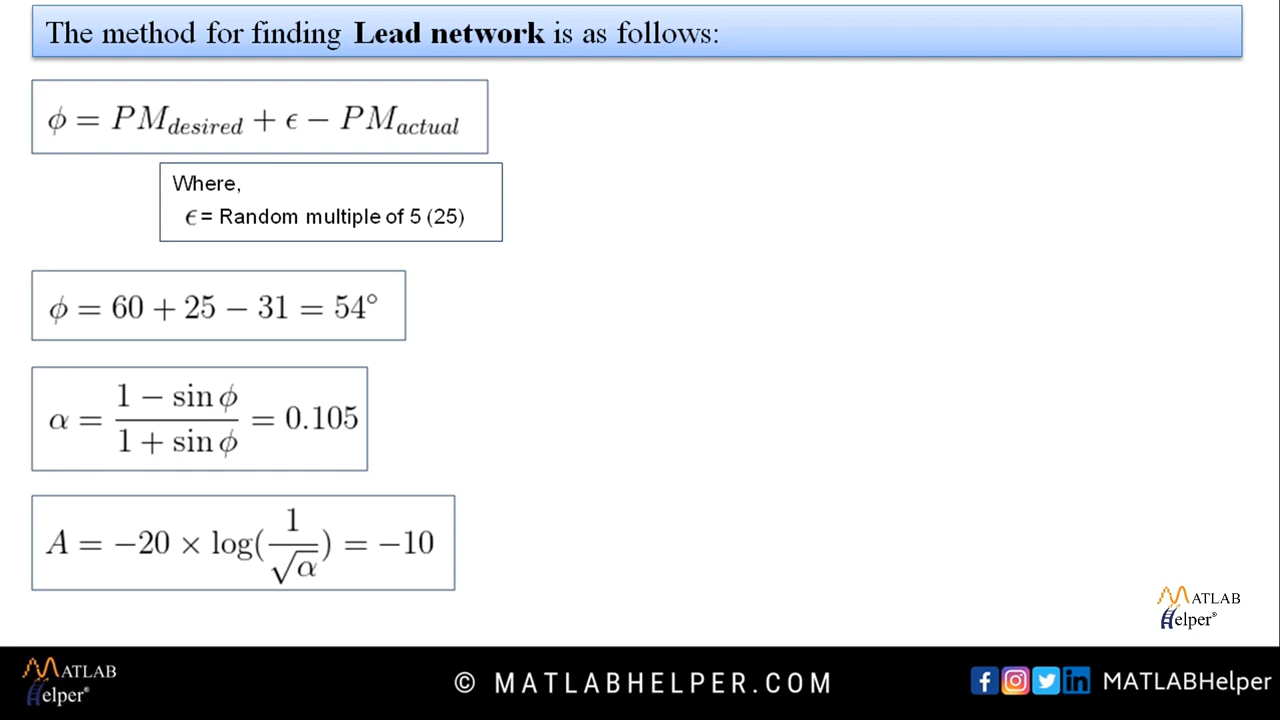 The method for finding Lead network is as follows:
ϕ = PM_desired + ϵ − PM_actual
Where,
ϵ = Random multiple of 5 (25)
ϕ = 60 + 25 − 31 = 54°
α = (1 − sin ϕ)/(1 + sin ϕ) = 0.105
A = −20 × log(1/√α) = −10
MATLAB
Helper®
MATLAB
Helper®
© MATLABHELPER.COM
MATLABHelper